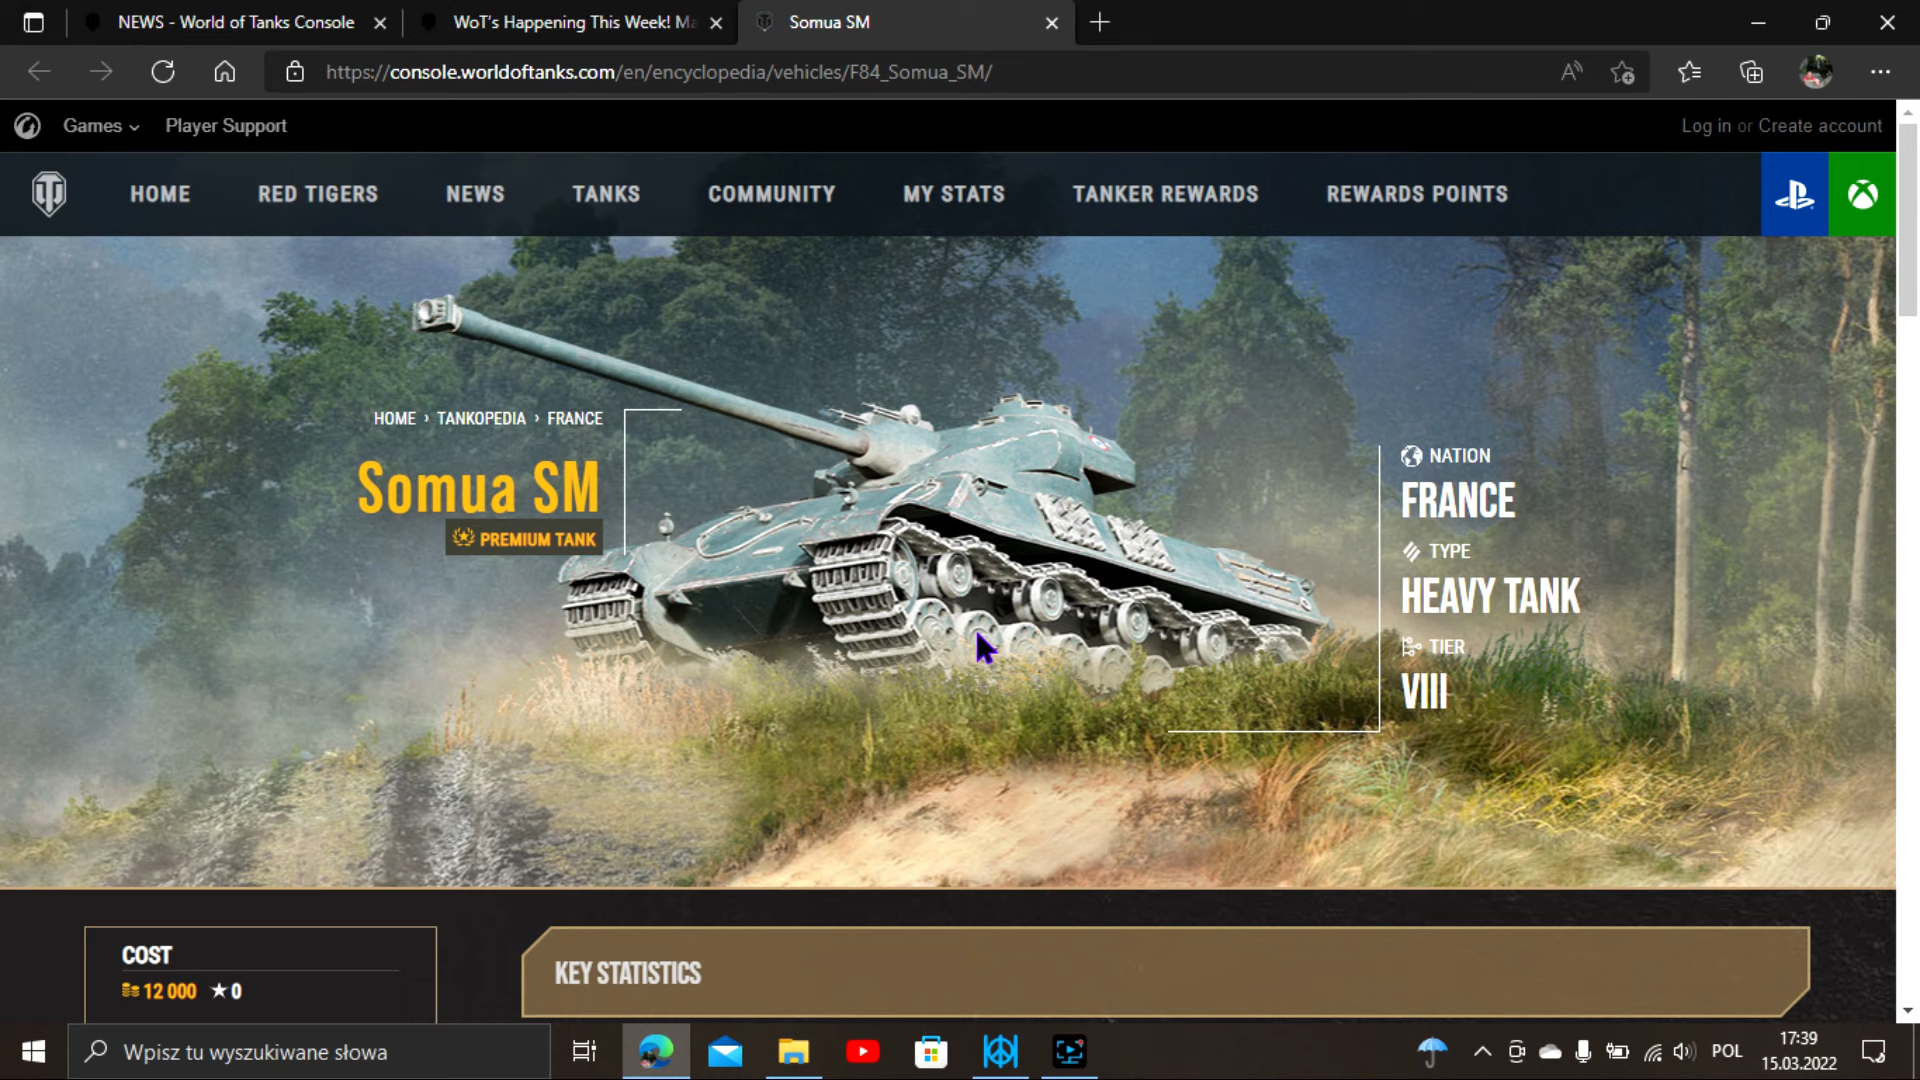 NEWS - World of Tanks Console
WoT's Happening This Week! Ma
Somua SM
https://console.worldoftanks.com/en/encyclopedia/vehicles/F84_Somua_SM/
Games
Player Support
Log in or Create account
HOME
RED TIGERS
NEWS
TANKS
COMMUNITY
MY STATS
TANKER REWARDS
REWARDS POINTS
HOME › TANKOPEDIA › FRANCE
Somua SM
PREMIUM TANK
NATION
FRANCE
TYPE
HEAVY TANK
TIER
VIII
COST
12 000 ★ 0
KEY STATISTICS
Wpisz tu wyszukiwane słowa
POL
17:39
15.03.2022